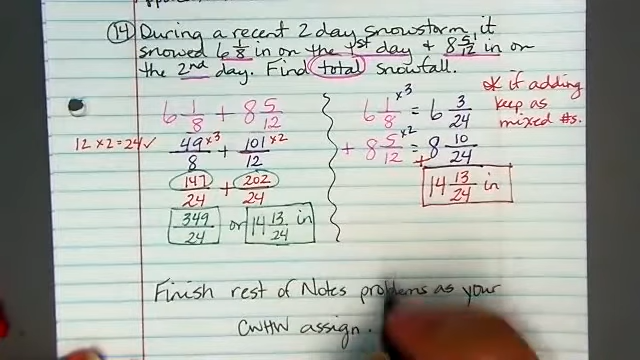 14 During a recent 2 day snowstorm it
snowed 6 1/8 in on the 1st day & 8 5/12 in on
the 2nd day. Find total snowfall.
6 1/8 + 8 5/12
12 x 2 = 24 ✓
49/8 x3 + 101/12 x2
147/24 + 202/24
349/24 or 14 13/24 in
6 1/8 x3 = 6 3/24
+ 8 5/12 x2 = + 8 10/24
14 13/24 in
* if adding
keep as
mixed #s.
Finish rest of Notes problems as your
CWHW assign.